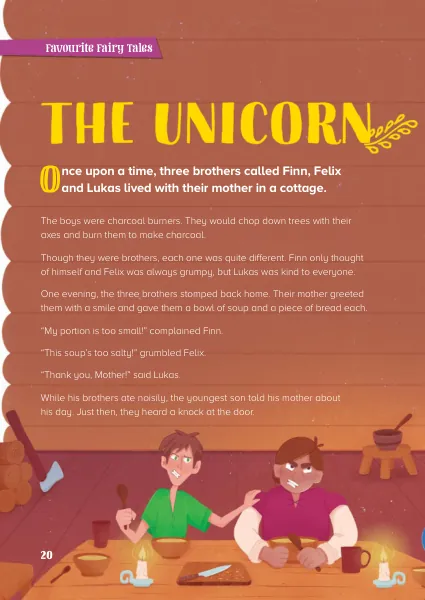 Favourite Fairy Tales
THE UNICORN
Once upon a time, three brothers called Finn, Felix
and Lukas lived with their mother in a cottage.
The boys were charcoal burners. They would chop down trees with their
axes and burn them to make charcoal.
Though they were brothers, each one was quite different. Finn only thought
of himself and Felix was always grumpy, but Lukas was kind to everyone.
One evening, the three brothers stomped back home. Their mother greeted
them with a smile and gave them a bowl of soup and a piece of bread each.
“My portion is too small!” complained Finn.
“This soup’s too salty!” grumbled Felix.
“Thank you, Mother!” said Lukas.
While his brothers ate noisily, the youngest son told his mother about
his day. Just then, they heard a knock at the door.
20